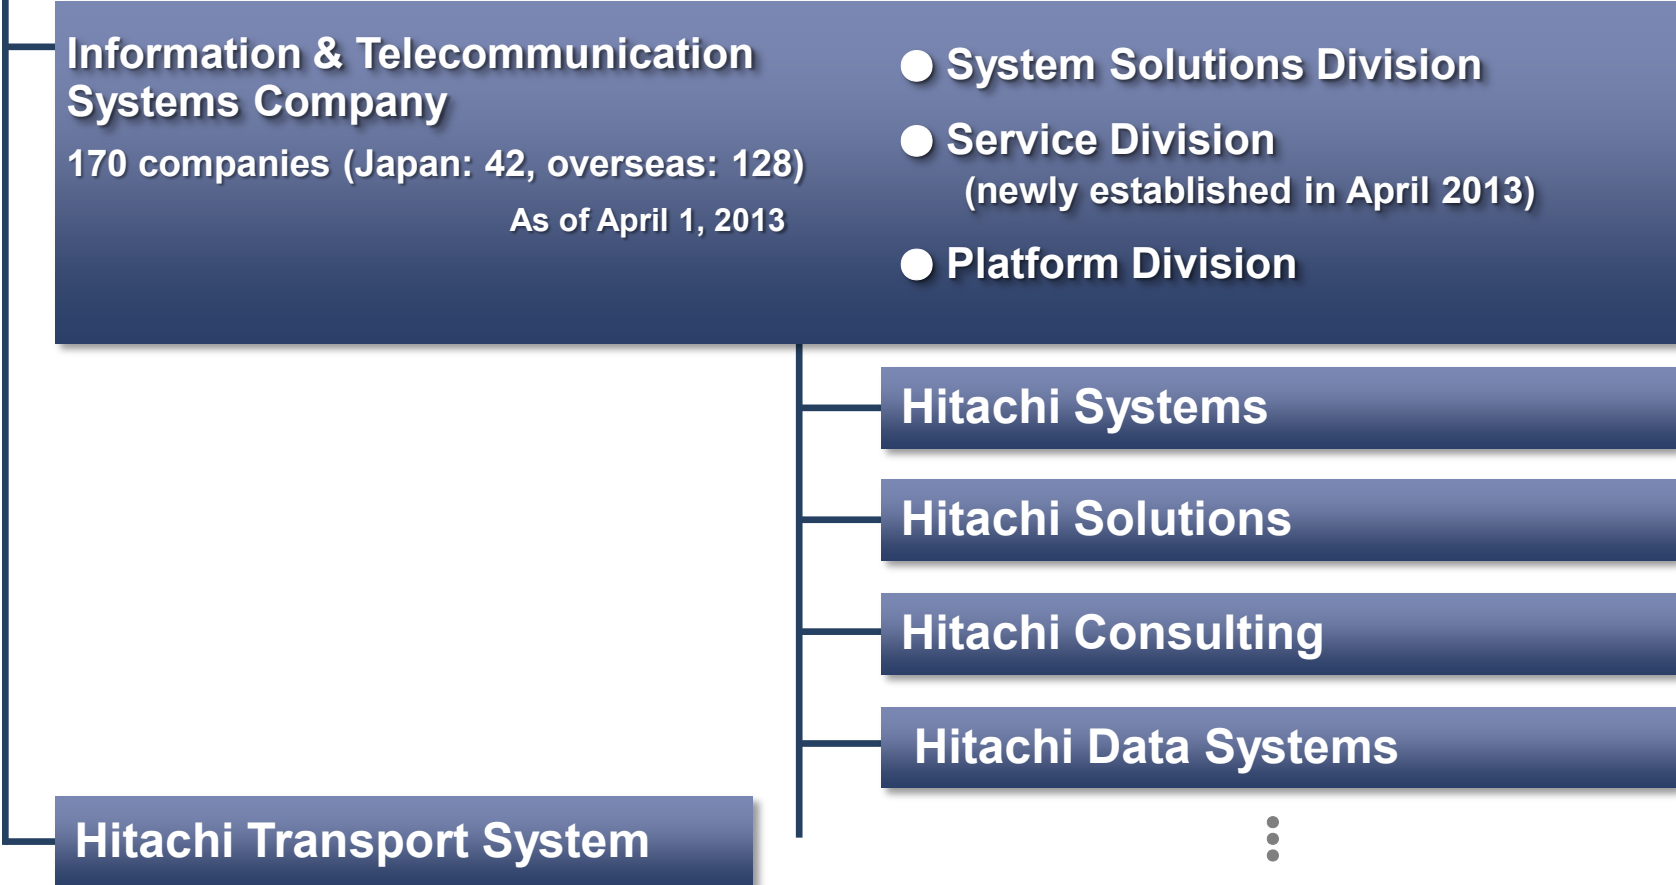 Information & Telecommunication
Systems Company
170 companies (Japan: 42, overseas: 128)
As of April 1, 2013
● System Solutions Division
● Service Division
(newly established in April 2013)
● Platform Division
Hitachi Systems
Hitachi Solutions
Hitachi Consulting
Hitachi Data Systems
Hitachi Transport System